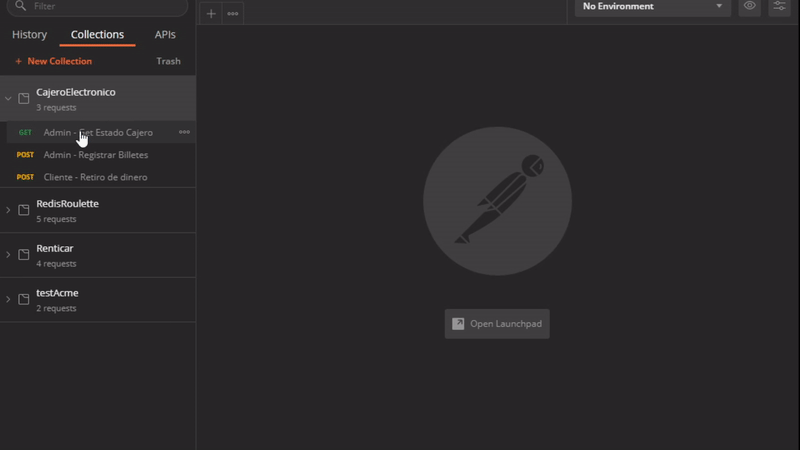 Filter
No Environment
History Collections APIs
+ New Collection Trash
CajeroElectronico
3 requests
GET Admin - Get Estado Cajero
POST Admin - Registrar Billetes
POST Cliente - Retiro de dinero
RedisRoulette
5 requests
Renticar
4 requests
testAcme
2 requests
Open Launchpad